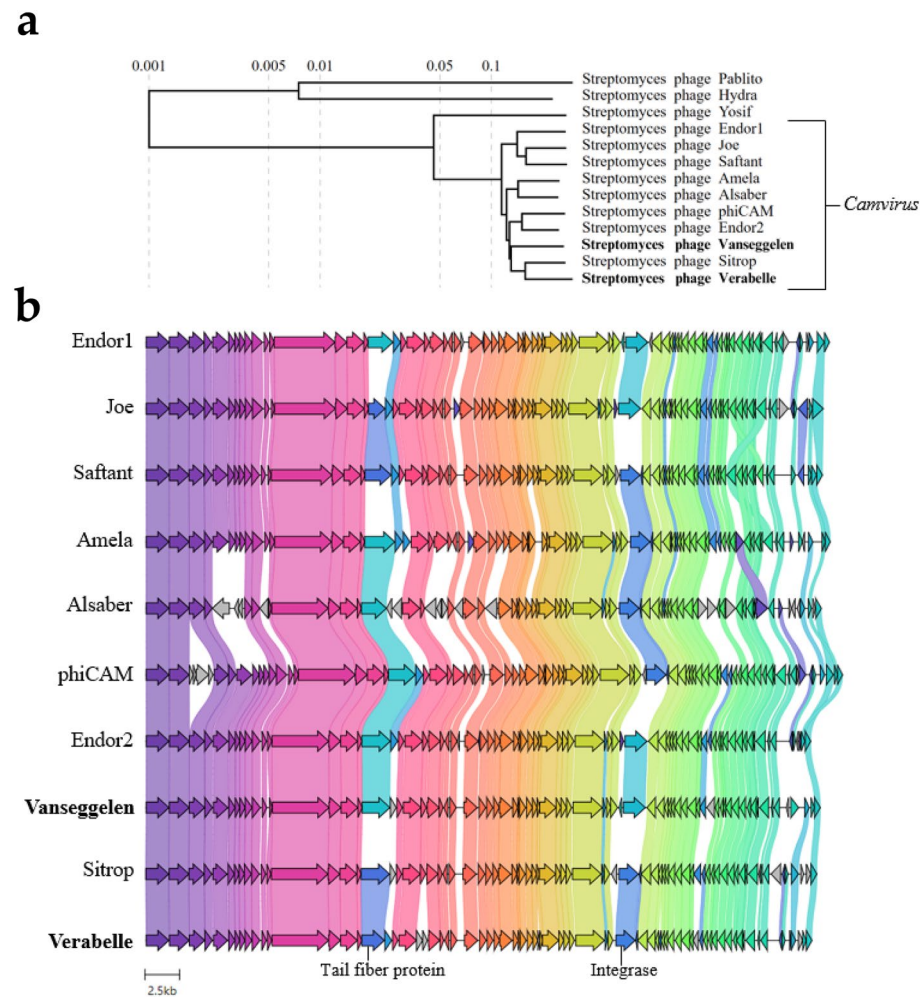 a
0.001 0.005 0.01 0.05 0.1
Streptomyces phage Pablito
Streptomyces phage Hydra
Streptomyces phage Yosif
Streptomyces phage Endor1
Streptomyces phage Joe
Streptomyces phage Saftant
Streptomyces phage Amela
Streptomyces phage Alsaber
Streptomyces phage phiCAM
Streptomyces phage Endor2
Streptomyces phage Vanseggelen
Streptomyces phage Sitrop
Streptomyces phage Verabelle
Camvirus
b
Endor1
Joe
Saftant
Amela
Alsaber
phiCAM
Endor2
Vanseggelen
Sitrop
Verabelle
Tail fiber protein Integrase
2.5kb